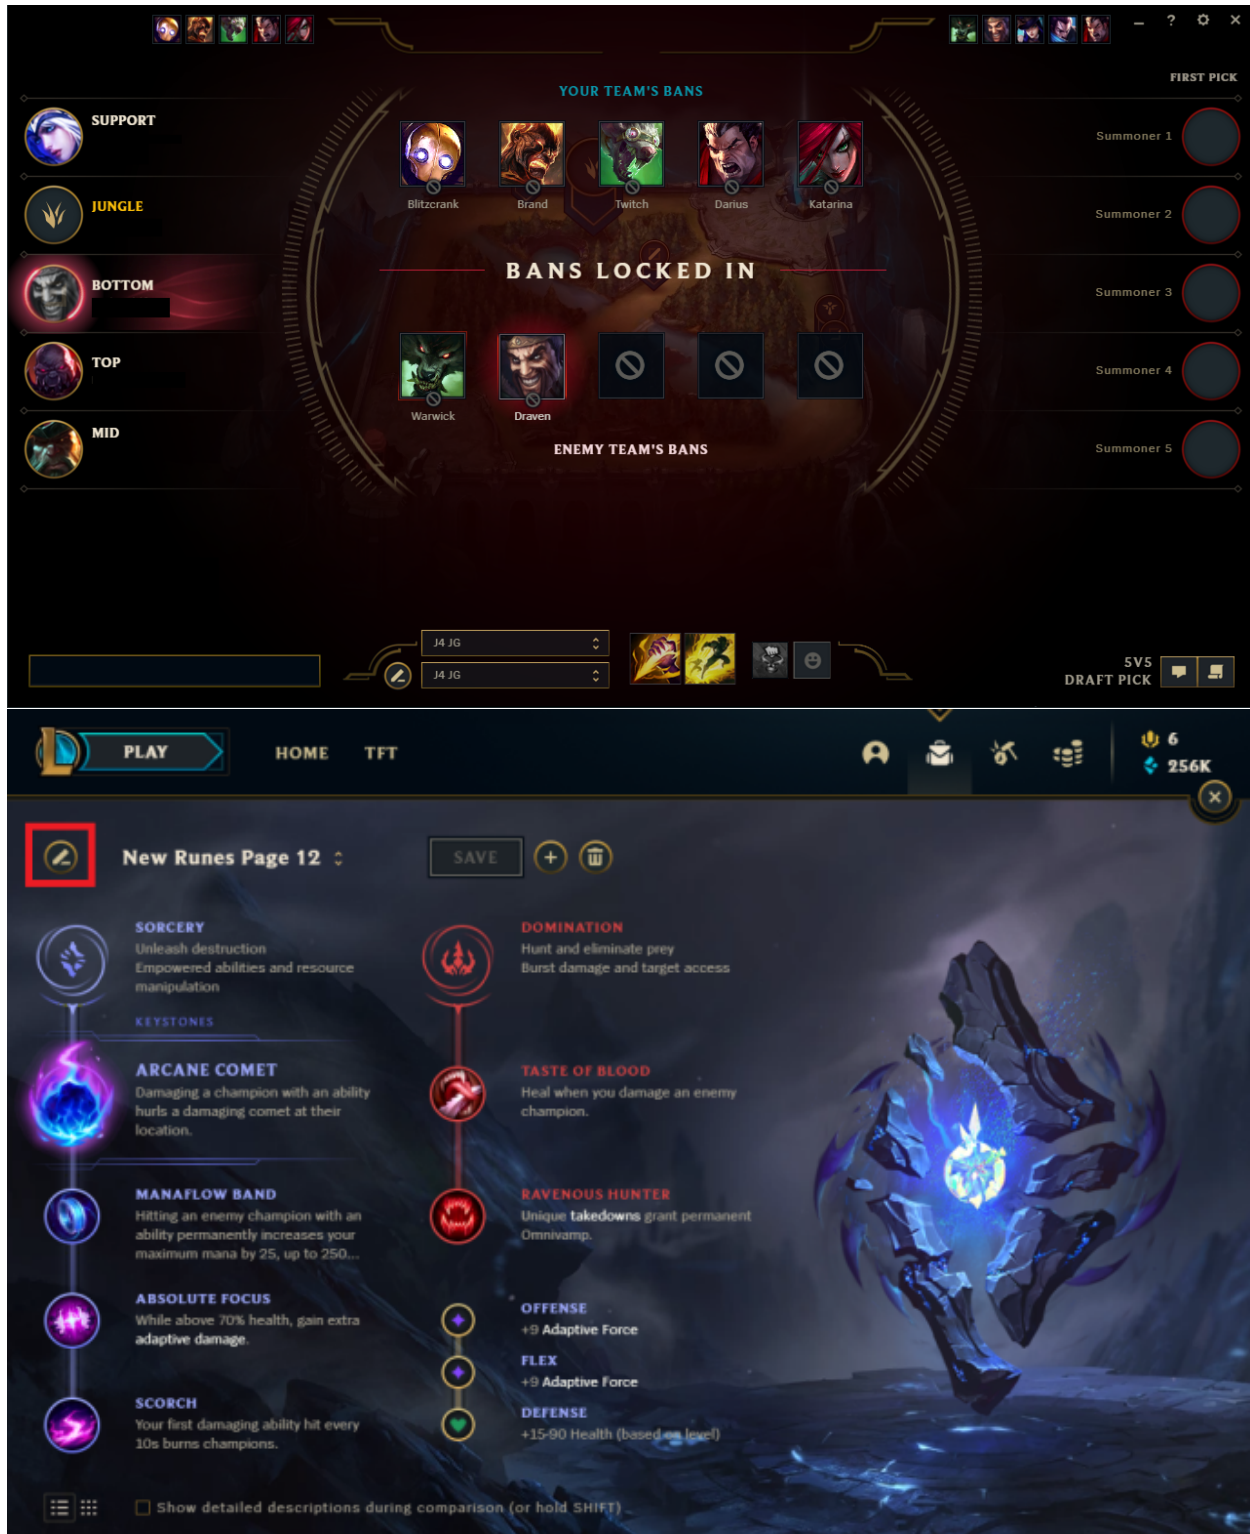 FIRST PICK
YOUR TEAM'S BANS
SUPPORT
JUNGLE
BOTTOM
TOP
MID
Blitzcrank
Brand
Twitch
Darius
Katarina
BANS LOCKED IN
Warwick
Draven
ENEMY TEAM'S BANS
Summoner 1
Summoner 2
Summoner 3
Summoner 4
Summoner 5
J4 JG
J4 JG
5V5
DRAFT PICK
PLAY
HOME
TFT
6
256K
New Runes Page 12
SAVE
SORCERY
Unleash destruction
Empowered abilities and resource
manipulation
KEYSTONES
ARCANE COMET
Damaging a champion with an ability
hurls a damaging comet at their
location.
MANAFLOW BAND
Hitting an enemy champion with an
ability permanently increases your
maximum mana by 25, up to 250...
ABSOLUTE FOCUS
While above 70% health, gain extra
adaptive damage.
SCORCH
Your first damaging ability hit every
10s burns champions.
DOMINATION
Hunt and eliminate prey
Burst damage and target access
TASTE OF BLOOD
Heal when you damage an enemy
champion.
RAVENOUS HUNTER
Unique takedowns grant permanent
Omnivamp.
OFFENSE
+9 Adaptive Force
FLEX
+9 Adaptive Force
DEFENSE
+15-90 Health (based on level)
Show detailed descriptions during comparison (or hold SHIFT)